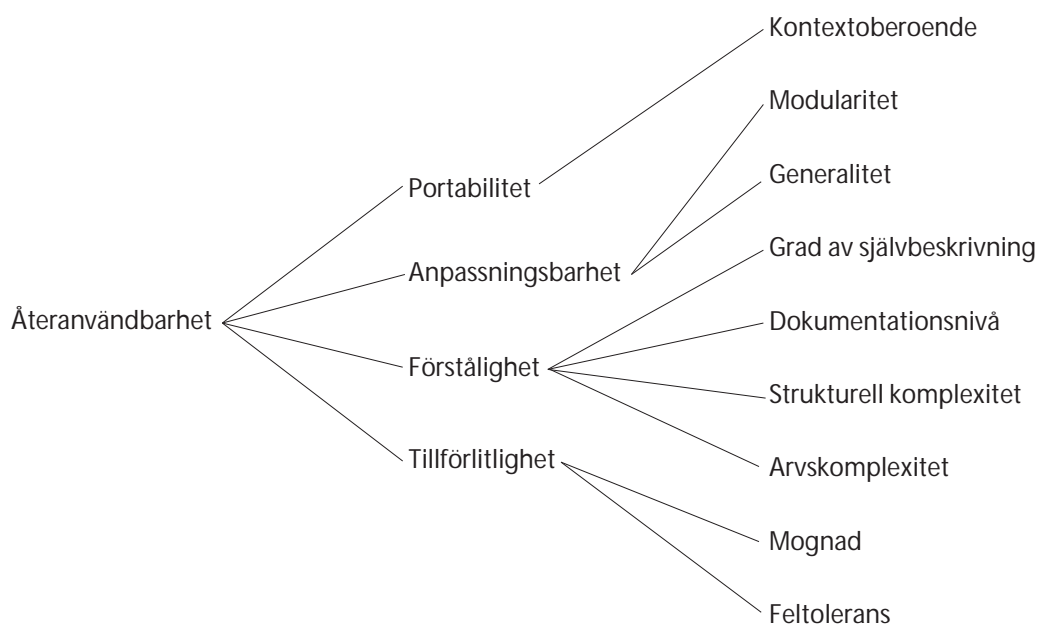 Kontextoberoende
Modularitet
Generalitet
Portabilitet
Grad av självbeskrivning
Anpassningsbarhet
Återanvändbarhet
Dokumentationsnivå
Förstålighet
Strukturell komplexitet
Tillförlitlighet
Arvskomplexitet
Mognad
Feltolerans